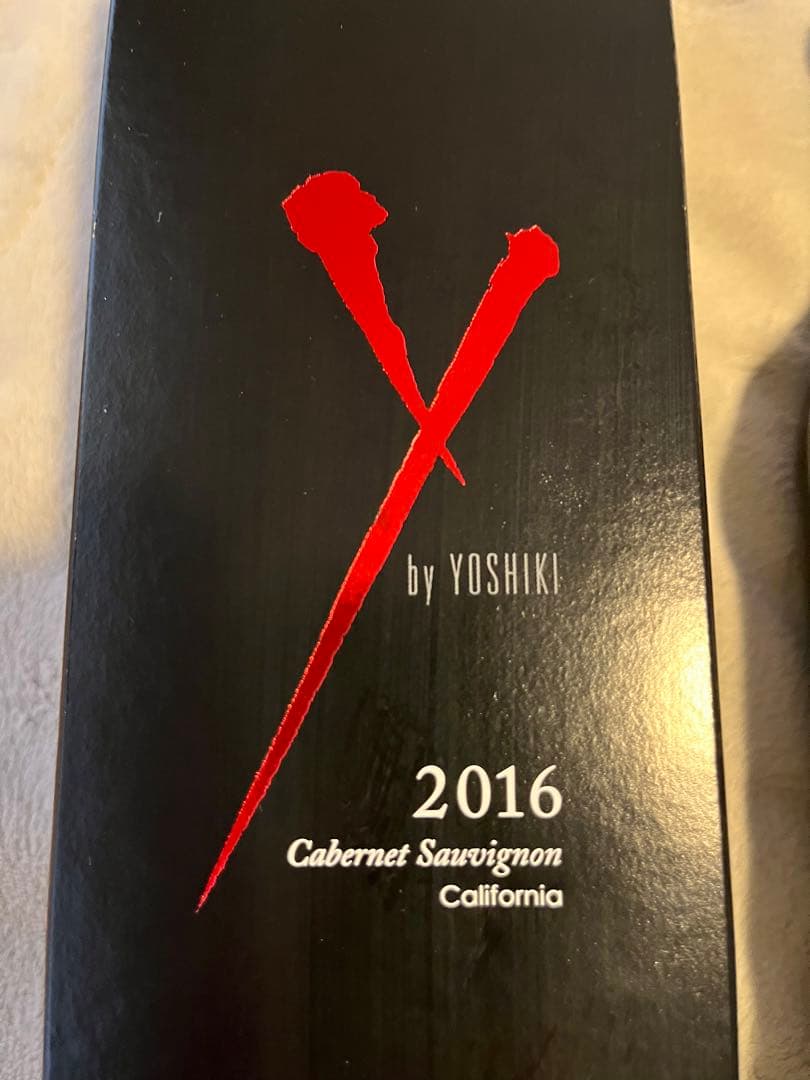 Y
by YOSHIKI
2016
Cabernet Sauvignon
California